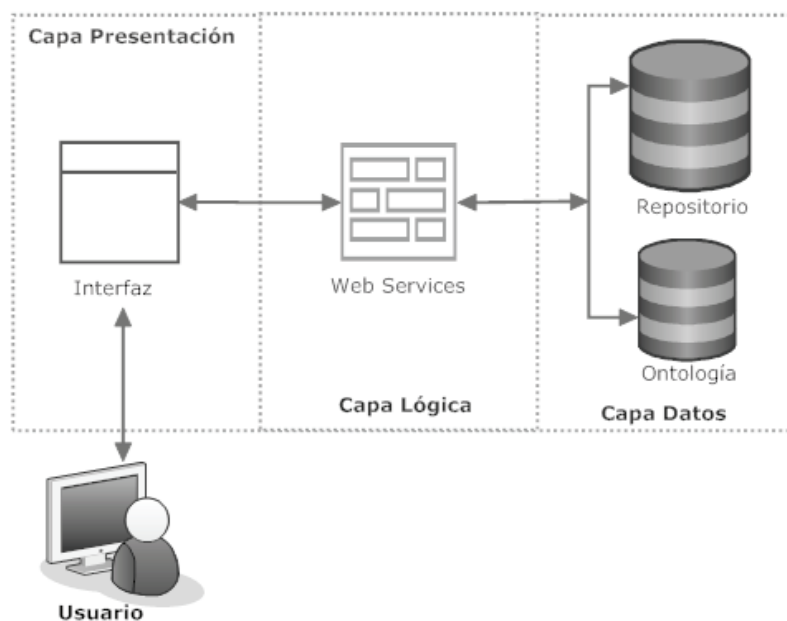 Capa Presentación
Repositorio
Interfaz
Web Services
Ontología
Capa Lógica
Capa Datos
Usuario